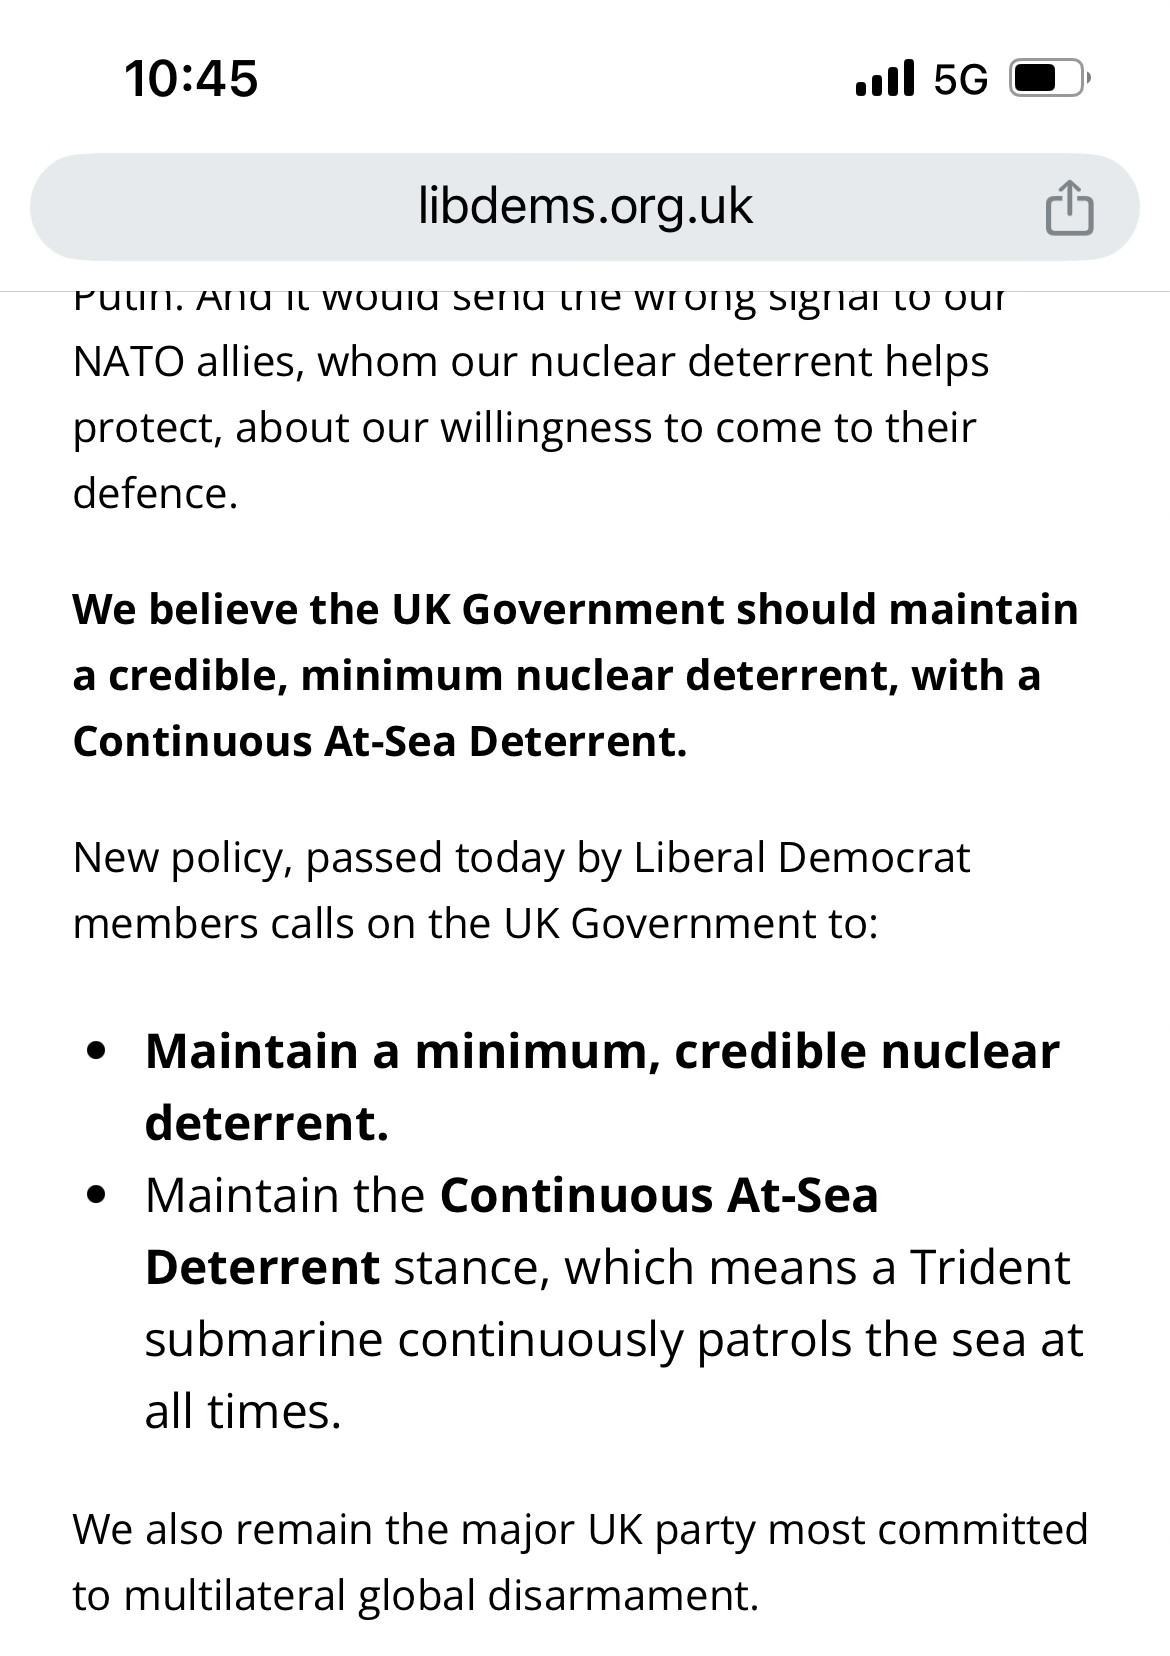 10:45
5G
libdems.org.uk
Putin. And it would send the wrong signal to our
NATO allies, whom our nuclear deterrent helps
protect, about our willingness to come to their
defence.
We believe the UK Government should maintain
a credible, minimum nuclear deterrent, with a
Continuous At-Sea Deterrent.
New policy, passed today by Liberal Democrat
members calls on the UK Government to:
• Maintain a minimum, credible nuclear
deterrent.
• Maintain the Continuous At-Sea
Deterrent stance, which means a Trident
submarine continuously patrols the sea at
all times.
We also remain the major UK party most committed
to multilateral global disarmament.